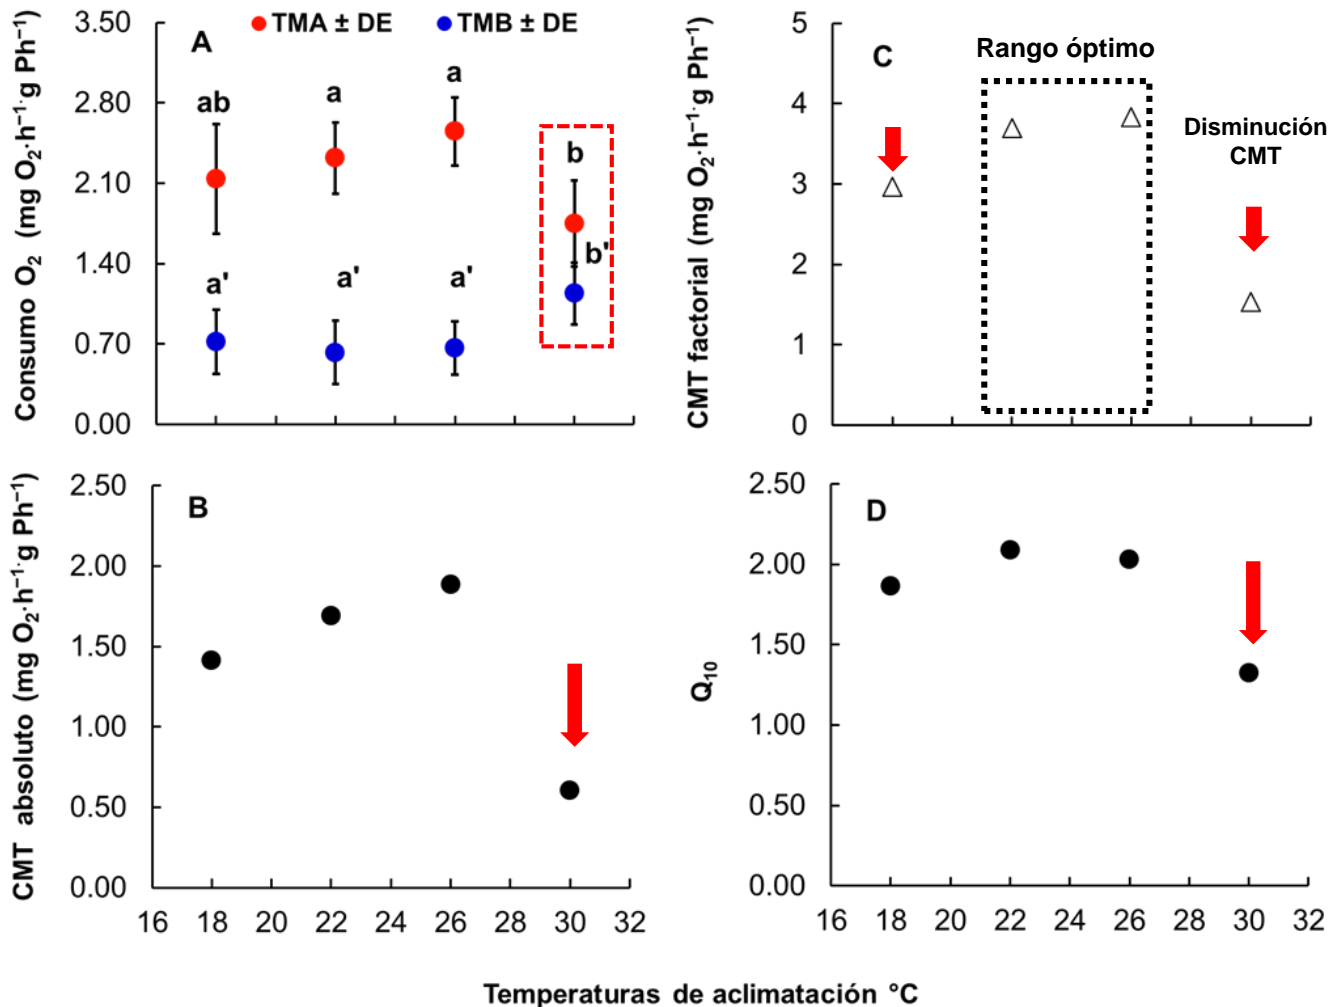 TMA ± DE
TMB ± DE
A
Consumo O₂ (mg O₂·h⁻¹·g Ph⁻¹)
3.50
2.80
2.10
1.40
0.70
0.00
ab
a
a
b
a'
a'
a'
b'
C
CMT factorial (mg O₂·h⁻¹·g Ph⁻¹)
5
4
3
2
1
0
Rango óptimo
Disminución
CMT
B
CMT absoluto (mg O₂·h⁻¹·g Ph⁻¹)
2.50
2.00
1.50
1.00
0.50
0.00
16 18 20 22 24 26 28 30 32
D
Q₁₀
2.50
2.00
1.50
1.00
0.50
0.00
16 18 20 22 24 26 28 30 32
Temperaturas de aclimatación °C